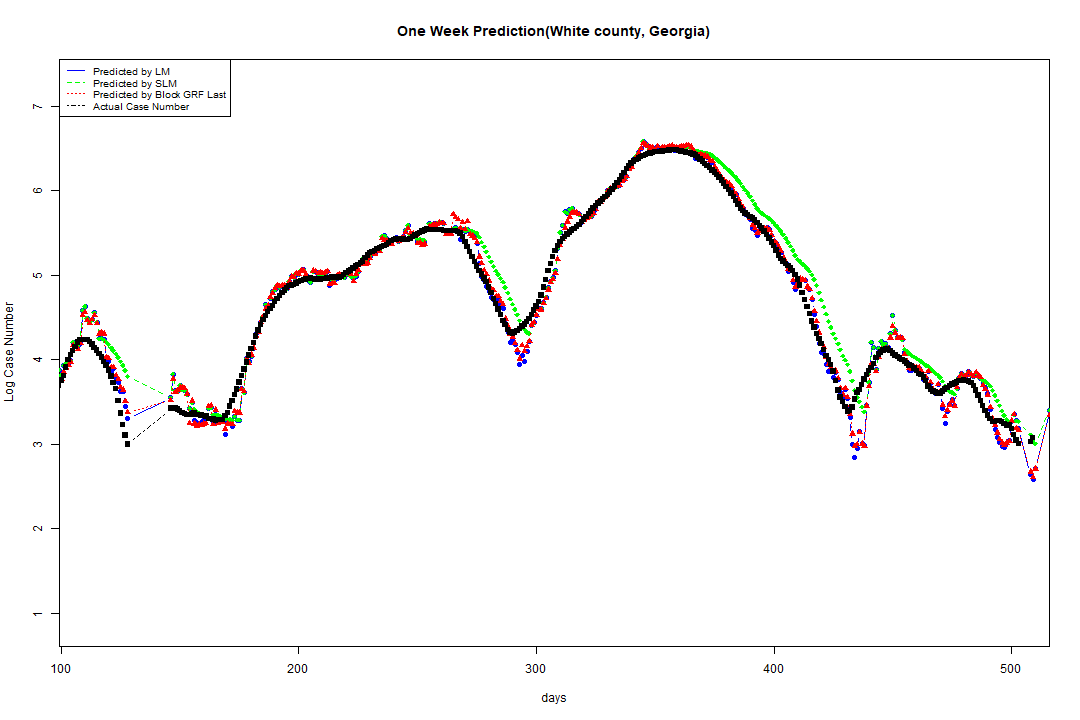 One Week Prediction(White county, Georgia)
Predicted by LM
Predicted by SLM
Predicted by Block GRF Last
Actual Case Number
7
6
5
4
3
2
1
Log Case Number
100 200 300 400 500
days